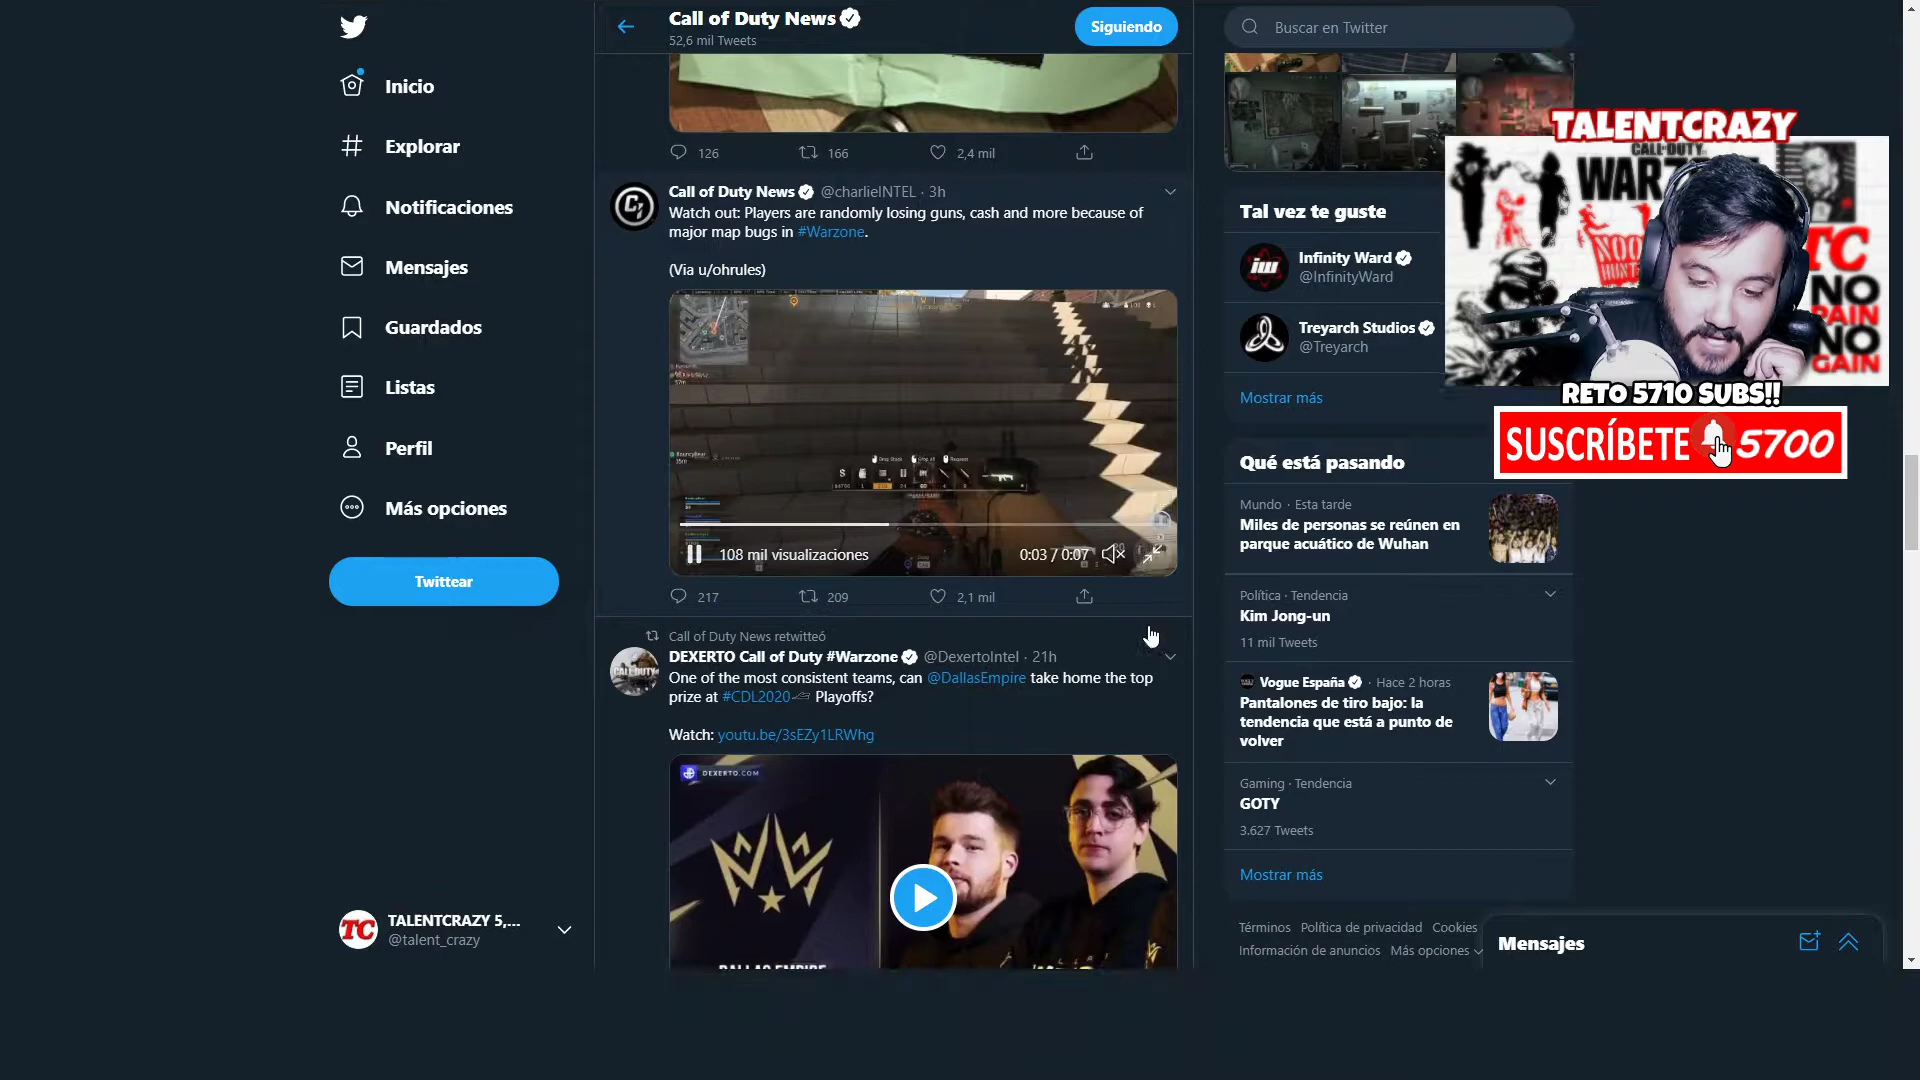 Inicio
Explorar
Notificaciones
Mensajes
Guardados
Listas
Perfil
Más opciones
Twittear
TALENTCRAZY 5,...
@talent_crazy
Call of Duty News
52,6 mil Tweets
Siguiendo
126 166 2,4 mil
Call of Duty News @charlieINTEL · 3h
Watch out: Players are randomly losing guns, cash and more because of
major map bugs in #Warzone.
(Via u/ohrules)
108 mil visualizaciones 0:03 / 0:07
217 209 2,1 mil
Call of Duty News retwitteó
DEXERTO Call of Duty #Warzone @DexertoIntel · 21h
One of the most consistent teams, can @DallasEmpire take home the top
prize at #CDL2020 Playoffs?
Watch: youtu.be/3sEZy1LRWhg
DEXERTO.COM
DALLAS EMPIRE
Buscar en Twitter
Tal vez te guste
Infinity Ward
@InfinityWard
Treyarch Studios
@Treyarch
Mostrar más
Qué está pasando
Mundo · Esta tarde
Miles de personas se reúnen en
parque acuático de Wuhan
Política · Tendencia
Kim Jong-un
11 mil Tweets
Vogue España · Hace 2 horas
Pantalones de tiro bajo: la
tendencia que está a punto de
volver
Gaming · Tendencia
GOTY
3.627 Tweets
Mostrar más
Términos Política de privacidad Cookies
Información de anuncios Más opciones
Mensajes
TALENTCRAZY
CALL OF DUTY
WARZ
TC
NO
PAIN
NO
GAIN
RETO 5710 SUBS!!
SUSCRÍBETE 5700